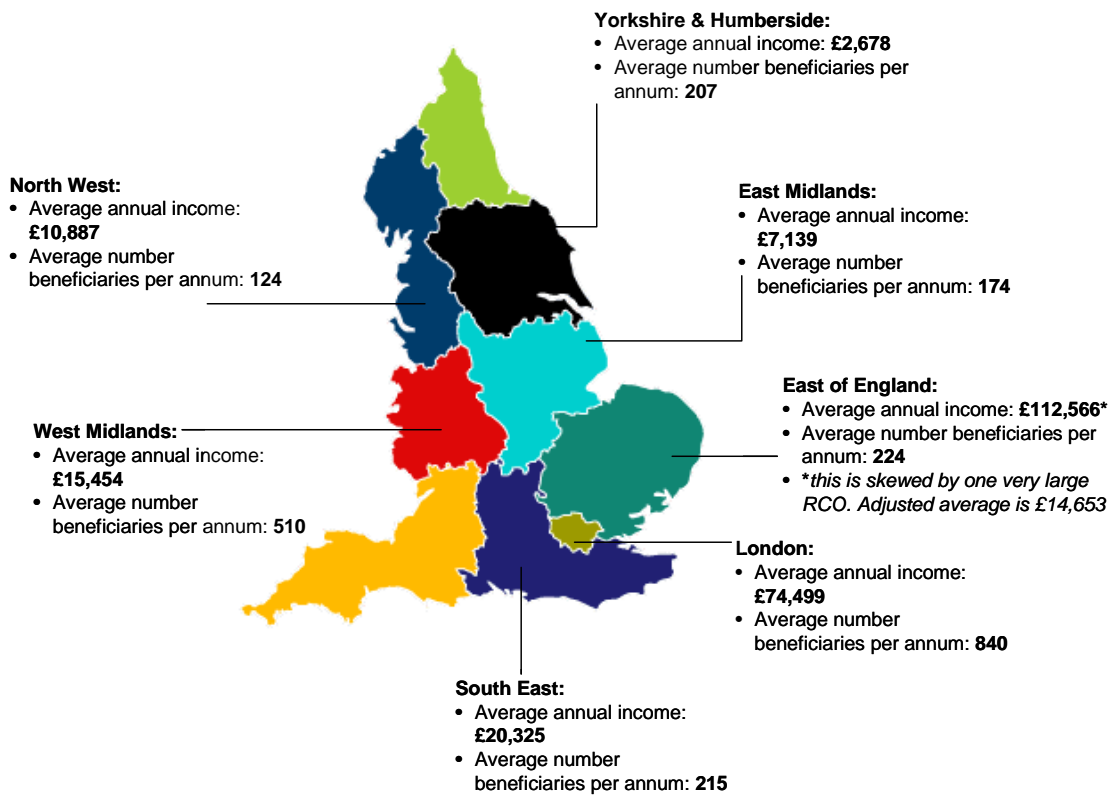 Yorkshire & Humberside:
• Average annual income: £2,678
• Average number beneficiaries per
annum: 207
North West:
• Average annual income:
£10,887
• Average number
beneficiaries per annum: 124
East Midlands:
• Average annual income:
£7,139
• Average number
beneficiaries per annum: 174
East of England:
• Average annual income: £112,566*
• Average number beneficiaries per
annum: 224
• *this is skewed by one very large
RCO. Adjusted average is £14,653
West Midlands:
• Average annual income:
£15,454
• Average number
beneficiaries per annum: 510
London:
• Average annual income:
£74,499
• Average number
beneficiaries per annum: 840
South East:
• Average annual income:
£20,325
• Average number
beneficiaries per annum: 215